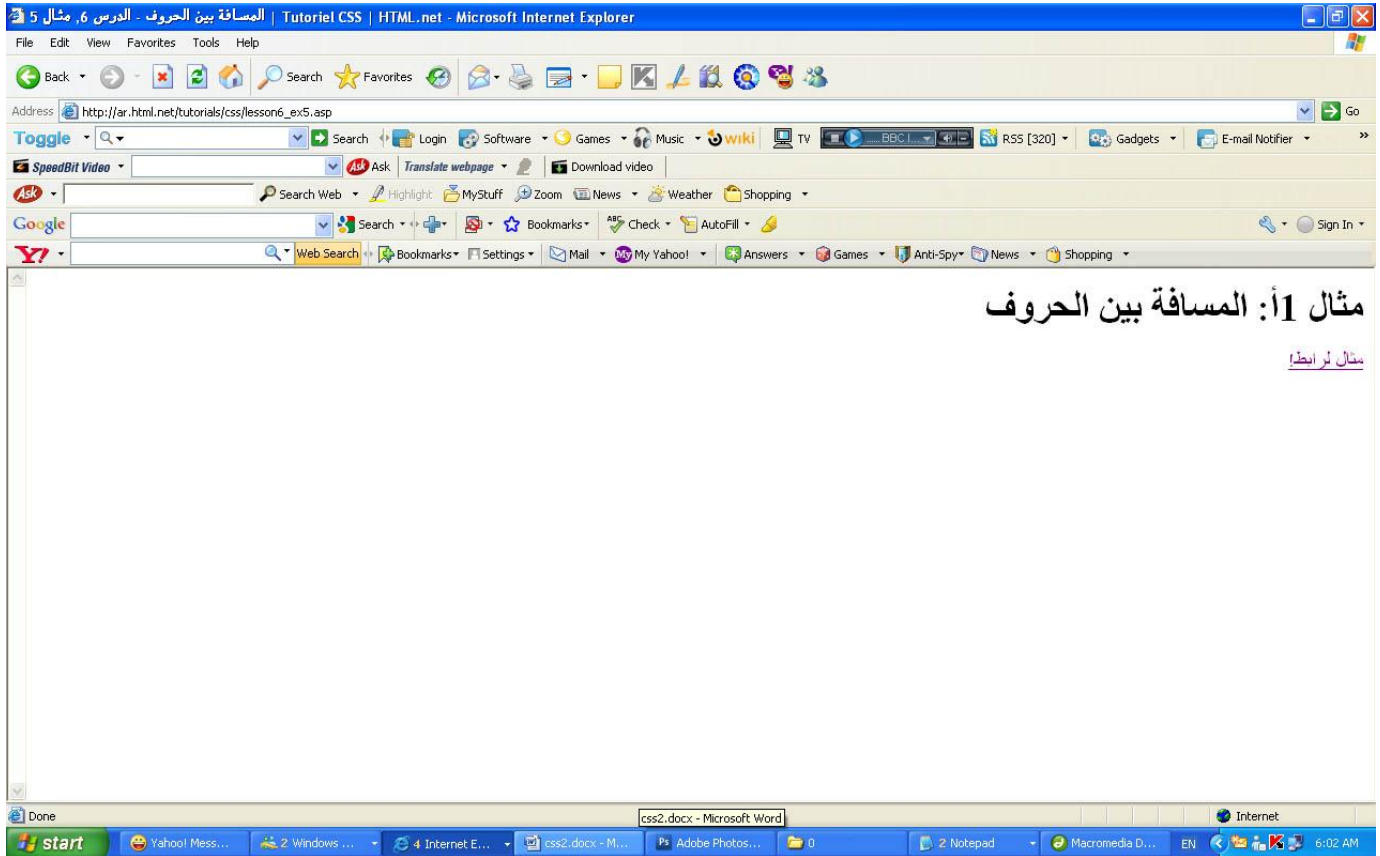 المسافة بين الحروف - الدرس 6, مثال 5 | Tutoriel CSS | HTML.net - Microsoft Internet Explorer
File Edit View Favorites Tools Help
Back Search Favorites
Address http://ar.html.net/tutorials/css/lesson6_ex5.asp Go
Toggle Search Login Software Games Music wiki TV BBC RSS [320] Gadgets E-mail Notifier »
SpeedBit Video Ask Translate webpage Download video
Ask Search Web Highlight MyStuff Zoom News Weather Shopping
Google Search Bookmarks ABC Check AutoFill Sign In
Y! Web Search Bookmarks Settings Mail My My Yahoo! Answers Games Anti-Spy News Shopping
مثال 1أ: المسافة بين الحروف
مثال لرابط!
Done Internet
css2.docx - Microsoft Word
start Yahoo! Mess... 2 Windows ... 4 Internet E... css2.docx - M... Ps Adobe Photos... 0 2 Notepad Macromedia D... EN 6:02 AM